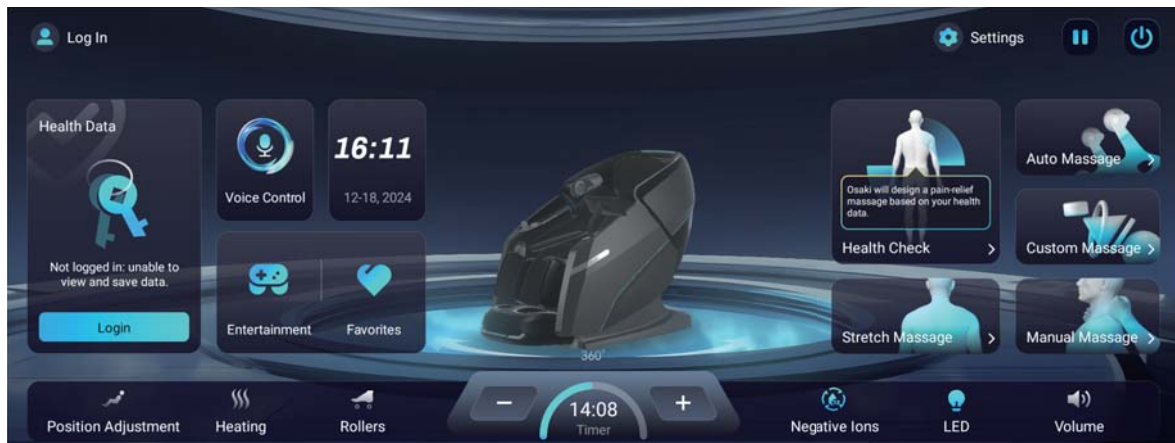 Log In
Settings
Health Data
Not logged in: unable to
view and save data.
Login
Voice Control
16:11
12-18, 2024
Entertainment
Favorites
360°
Osaki will design a pain-relief
massage based on your health
data.
Health Check
Auto Massage
Custom Massage
Stretch Massage
Manual Massage
Position Adjustment
Heating
Rollers
14:08
Timer
Negative Ions
LED
Volume